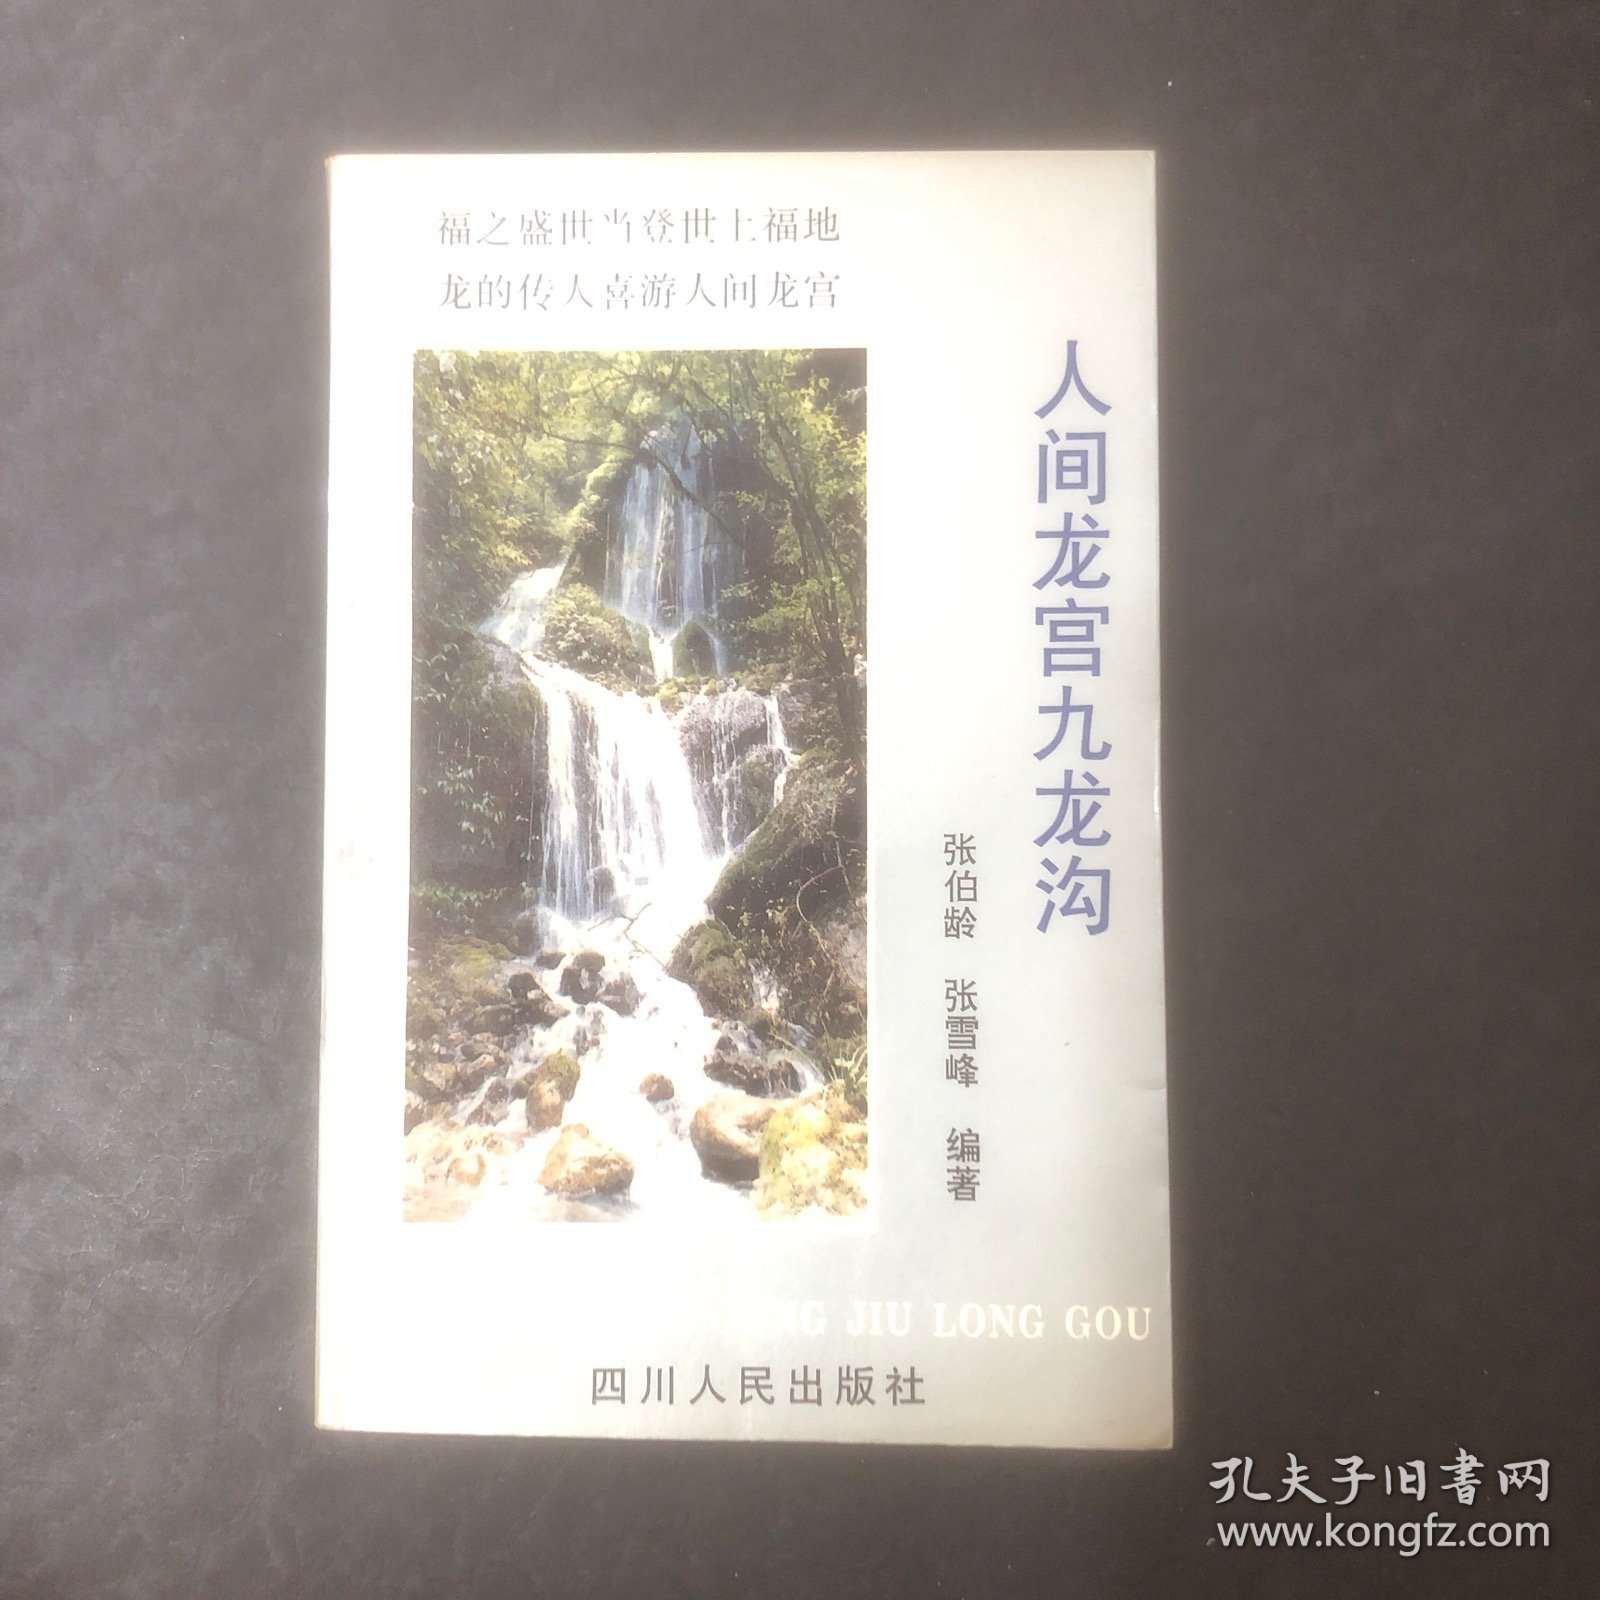 福之盛世当登世上福地
龙的传人喜游人间龙宫
人间龙宫九龙沟
张伯龄 张雪峰 编著
JIU LONG GOU
四川人民出版社
孔夫子旧书网
www.kongfz.com